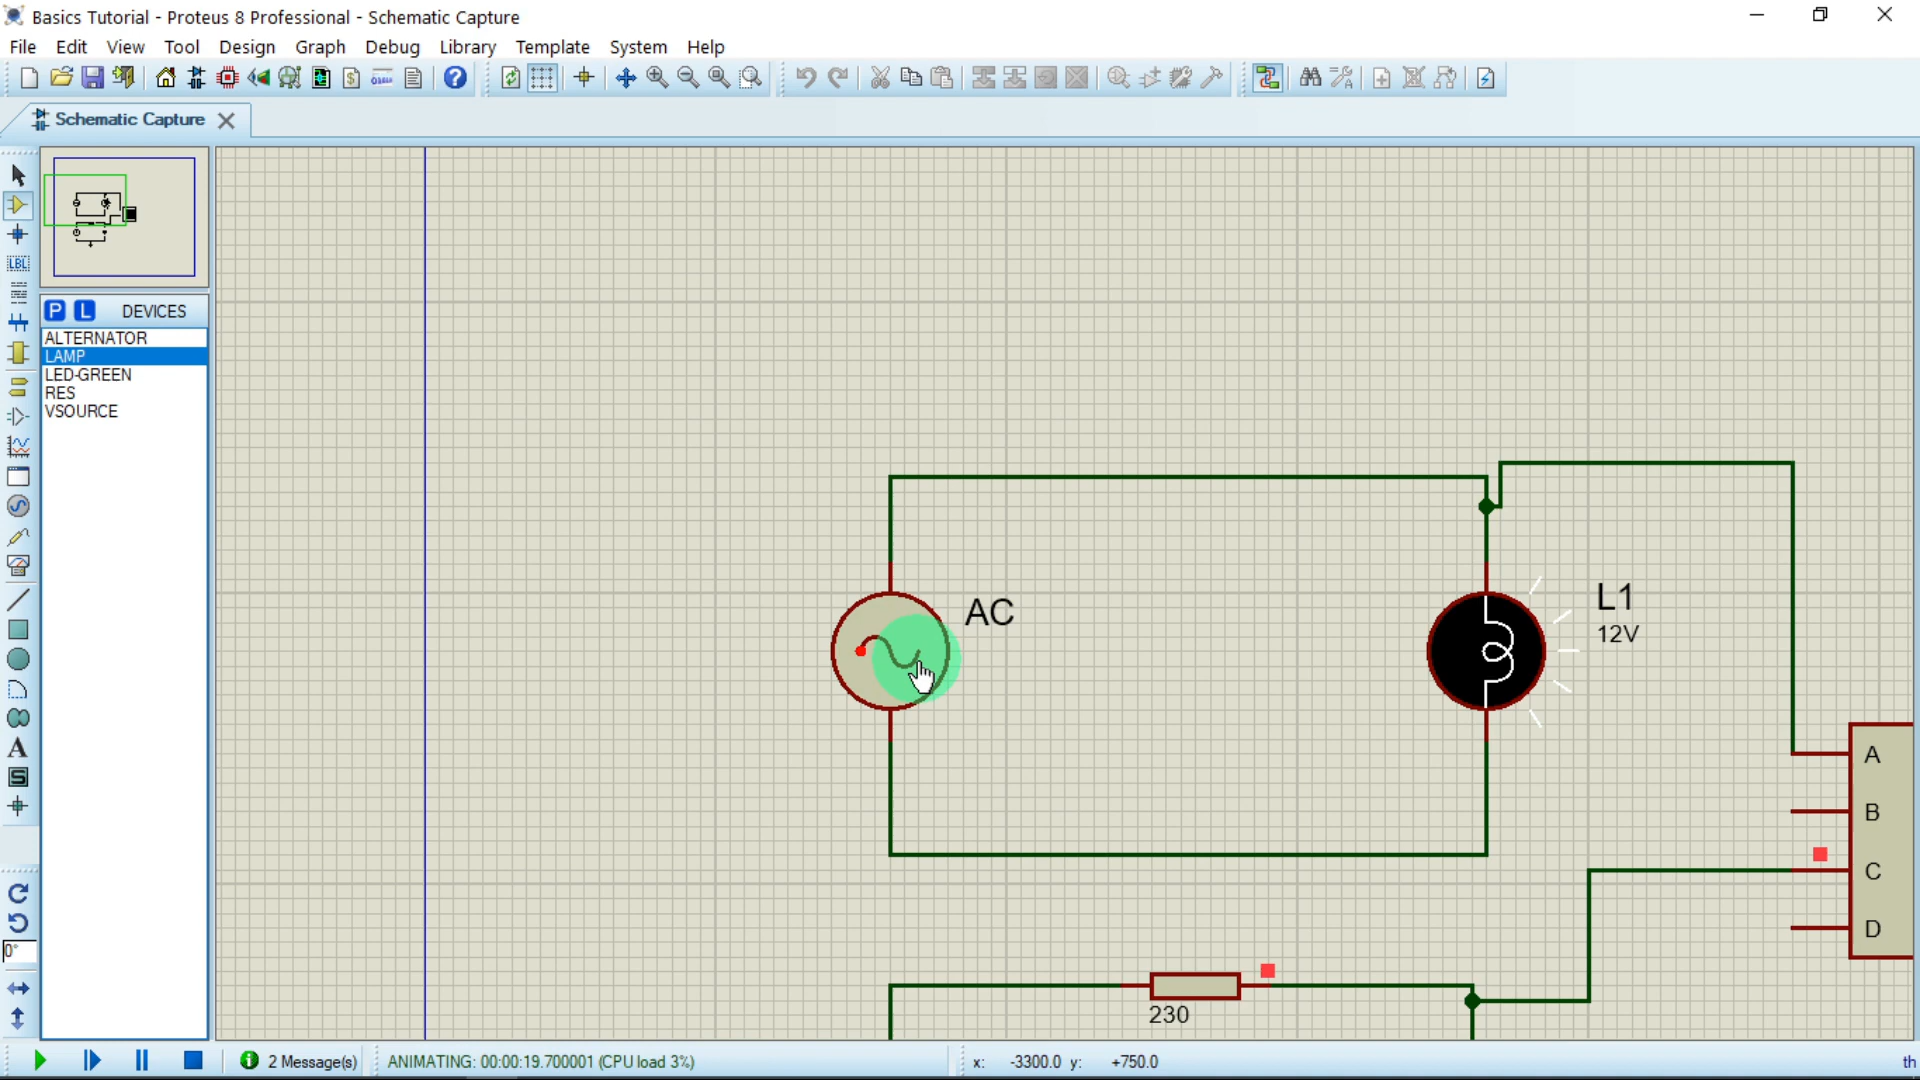 Basics Tutorial - Proteus 8 Professional - Schematic Capture
File Edit View Tool Design Graph Debug Library Template System Help
Schematic Capture
LBL
P L DEVICES
ALTERNATOR
LAMP
LED-GREEN
RES
VSOURCE
A
S
0°
AC
L1
12V
A
B
C
D
230
2 Message(s) ANIMATING: 00:00:19.700001 (CPU load 3%) x: -3300.0 y: +750.0 th